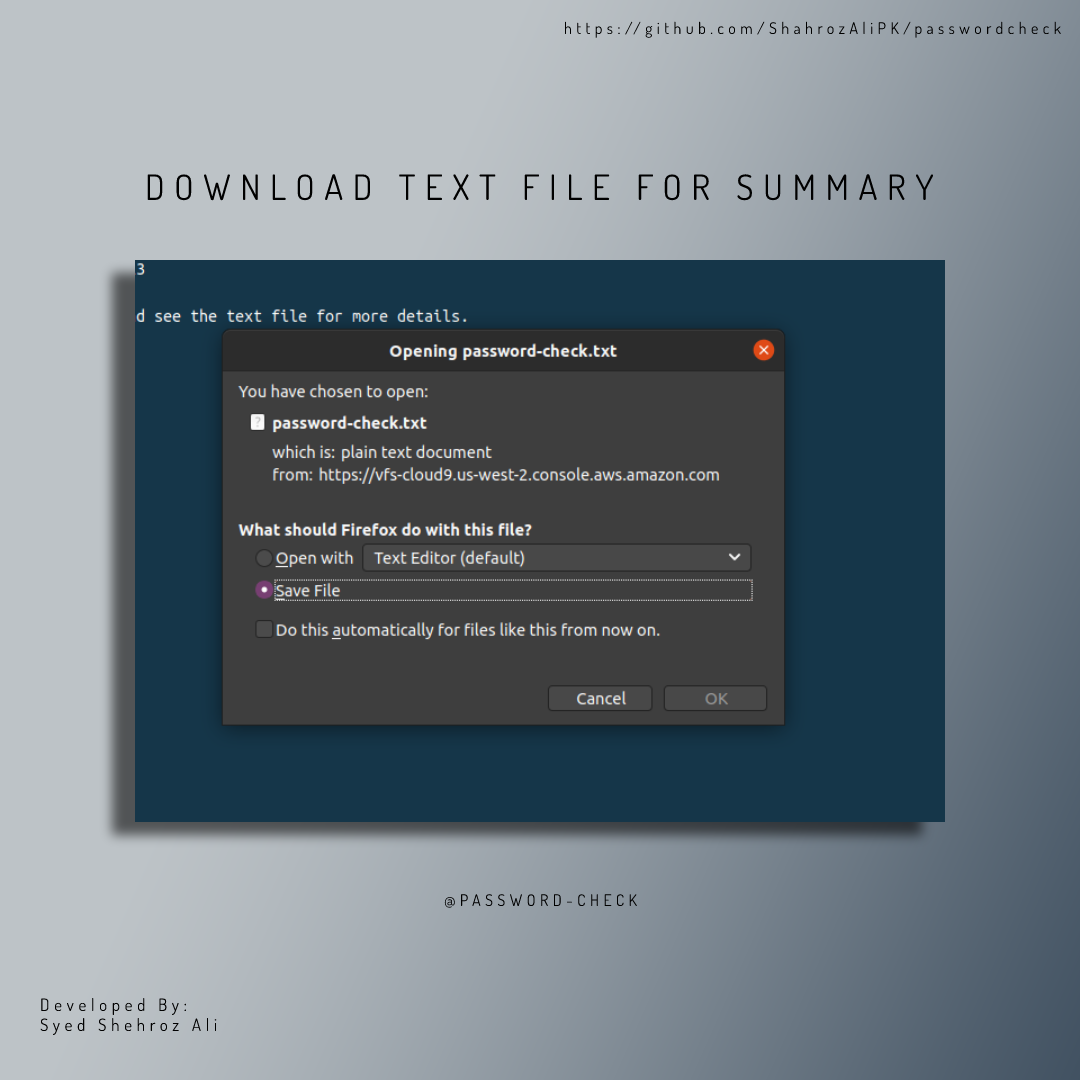 https://github.com/ShahrozAliPK/passwordcheck
DOWNLOAD TEXT FILE FOR SUMMARY
3
d see the text file for more details.
Opening password-check.txt
You have chosen to open:
password-check.txt
which is: plain text document
from: https://vfs-cloud9.us-west-2.console.aws.amazon.com
What should Firefox do with this file?
Open with Text Editor (default)
Save File
Do this automatically for files like this from now on.
Cancel OK
@PASSWORD-CHECK
Developed By:
Syed Shehroz Ali